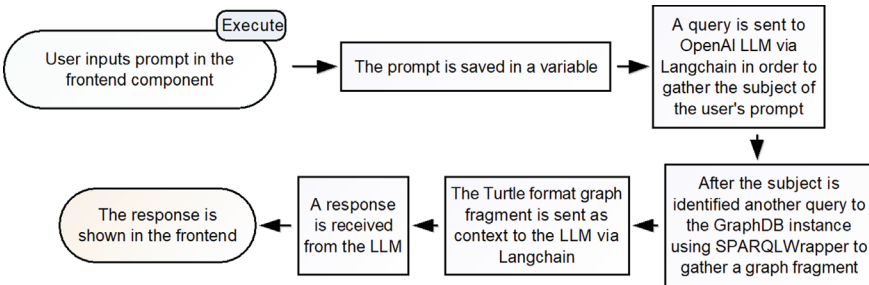 Execute
User inputs prompt in the
frontend component
The prompt is saved in a variable
A query is sent to
OpenAI LLM via
Langchain in order to
gather the subject of
the user's prompt
After the subject is
identified another query to
the GraphDB instance
using SPARQLWrapper to
gather a graph fragment
The Turtle format graph
fragment is sent as
context to the LLM via
Langchain
A response
is received
from the LLM
The response is
shown in the frontend